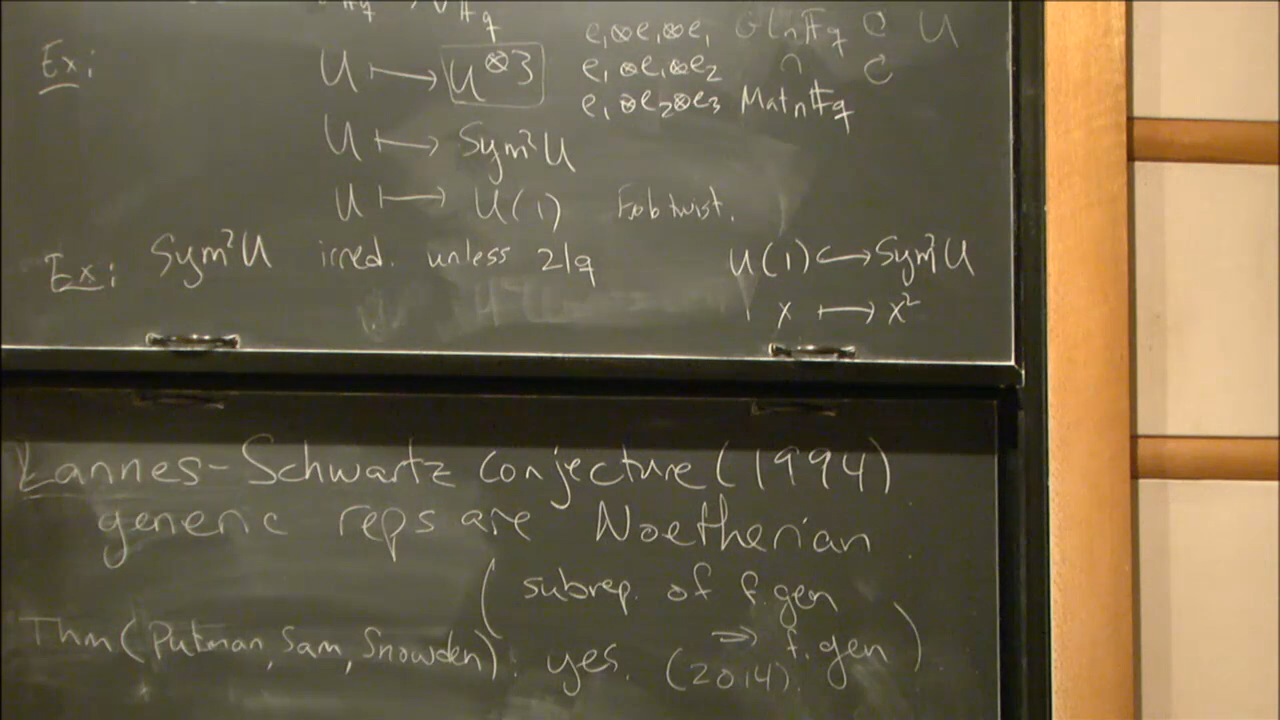 Ex:
U ⟼ U^{⊗3}
e₁⊗e₁⊗e₁ GLn𝔽q ↻ U
e₁⊗e₁⊗e₂ ∩
e₁⊗e₂⊗e₃ Matn𝔽q
U ⟼ Sym²U
U ⟼ U(1) Frob twist.
Ex: Sym²U irred. unless 2|q
U(1) ↪ Sym²U
x ⟼ x²
Lannes-Schwartz conjecture (1994)
generic reps are Noetherian.
(subrep. of f.gen
⇒ f.gen)
Thm (Putman, Sam, Snowden): yes. (2014).